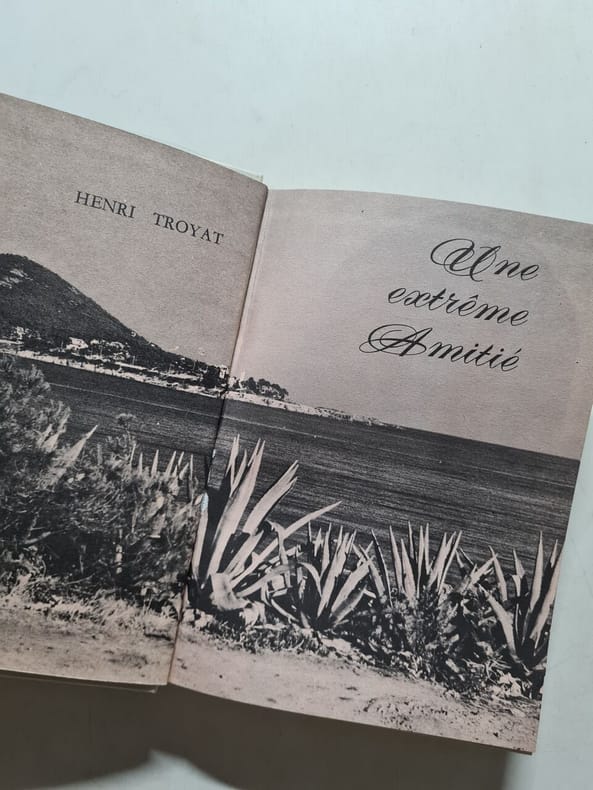 HENRI TROYAT
Une
extrême
Amitié